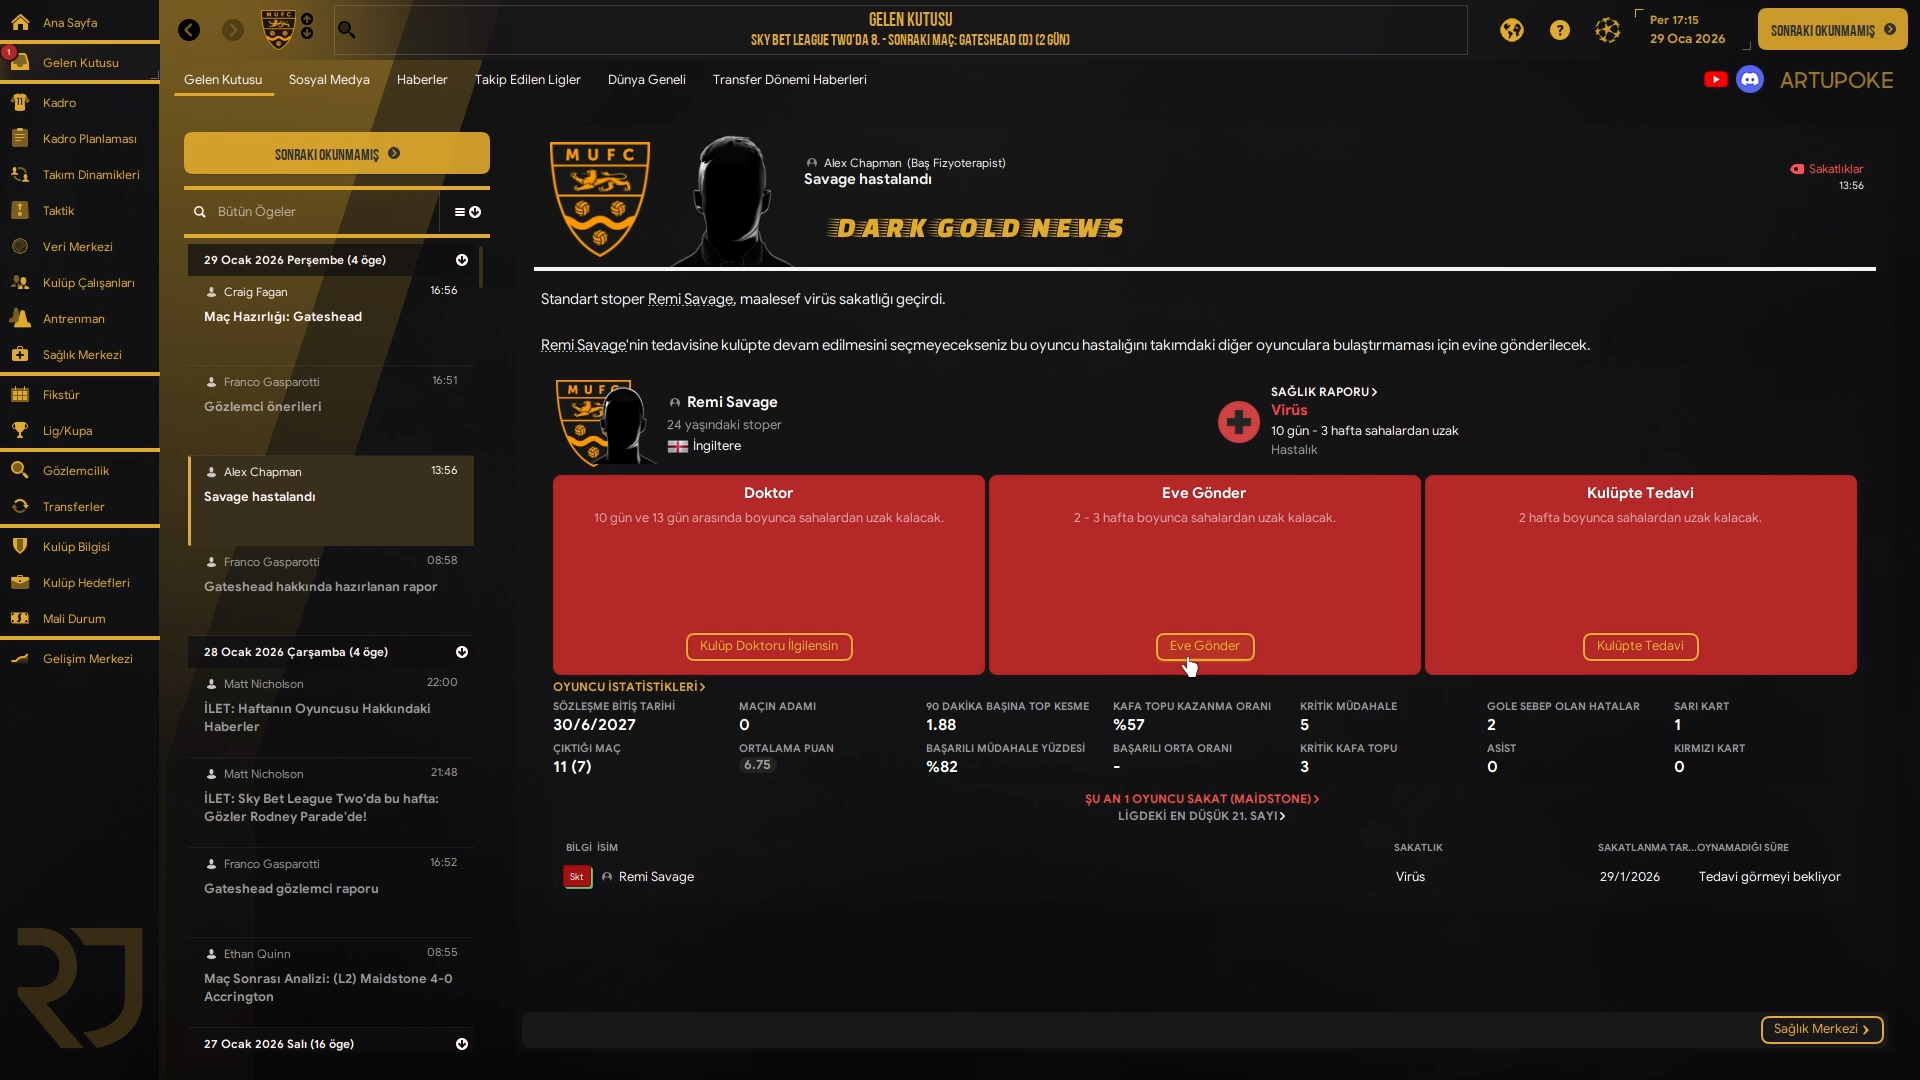 Ana Sayfa
1
Gelen Kutusu
11
Kadro
Kadro Planlaması
Takım Dinamikleri
Taktik
Veri Merkezi
Kulüp Çalışanları
Antrenman
Sağlık Merkezi
Fikstür
Lig/Kupa
Gözlemcilik
Transferler
Kulüp Bilgisi
Kulüp Hedefleri
Mali Durum
Gelişim Merkezi
RJ
MUFC
GELEN KUTUSU
SKY BET LEAGUE TWO'DA 8. - SONRAKİ MAÇ: GATESHEAD (D) (2 GÜN)
?
Per 17:15
29 Oca 2026
SONRAKİ OKUNMAMIŞ
Gelen Kutusu
Sosyal Medya
Haberler
Takip Edilen Ligler
Dünya Geneli
Transfer Dönemi Haberleri
ARTUPOKE
SONRAKİ OKUNMAMIŞ
Bütün Ögeler
29 Ocak 2026 Perşembe (4 öge)
Craig Fagan 16:56
Maç Hazırlığı: Gateshead
Franco Gasparotti 16:51
Gözlemci önerileri
Alex Chapman 13:56
Savage hastalandı
Franco Gasparotti 08:58
Gateshead hakkında hazırlanan rapor
28 Ocak 2026 Çarşamba (4 öge)
Matt Nicholson 22:00
İLET: Haftanın Oyuncusu Hakkındaki
Haberler
Matt Nicholson 21:48
İLET: Sky Bet League Two'da bu hafta:
Gözler Rodney Parade'de!
Franco Gasparotti 16:52
Gateshead gözlemci raporu
Ethan Quinn 08:55
Maç Sonrası Analizi: (L2) Maidstone 4-0
Accrington
27 Ocak 2026 Salı (16 öge)
MUFC
Alex Chapman (Baş Fizyoterapist)
Savage hastalandı
Sakatlıklar
13:56
DARK GOLD NEWS
Standart stoper Remi Savage, maalesef virüs sakatlığı geçirdi.
Remi Savage'nin tedavisine kulüpte devam edilmesini seçmeyecekseniz bu oyuncu hastalığını takımdaki diğer oyunculara bulaştırmaması için evine gönderilecek.
MUFC
Remi Savage
24 yaşındaki stoper
İngiltere
SAĞLIK RAPORU>
Virüs
10 gün - 3 hafta sahalardan uzak
Hastalık
Doktor
10 gün ve 13 gün arasında boyunca sahalardan uzak kalacak.
Kulüp Doktoru İlgilensin
Eve Gönder
2 - 3 hafta boyunca sahalardan uzak kalacak.
Eve Gönder
Kulüpte Tedavi
2 hafta boyunca sahalardan uzak kalacak.
Kulüpte Tedavi
OYUNCU İSTATİSTİKLERİ>
SÖZLEŞME BİTİŞ TARİHİ MAÇIN ADAMI 90 DAKİKA BAŞINA TOP KESME KAFA TOPU KAZANMA ORANI KRİTİK MÜDAHALE GOLE SEBEP OLAN HATALAR SARI KART
30/6/2027 0 1.88 %57 5 2 1
ÇIKTIĞI MAÇ ORTALAMA PUAN BAŞARILI MÜDAHALE YÜZDESİ BAŞARILI ORTA ORANI KRİTİK KAFA TOPU ASİST KIRMIZI KART
11 (7) 6.75 %82 - 3 0 0
ŞU AN 1 OYUNCU SAKAT (MAİDSTONE)>
LİGDEKİ EN DÜŞÜK 21. SAYI>
BİLGİ İSİM SAKATLIK SAKATLANMA TAR...OYNAMADIĞI SÜRE
Skt Remi Savage Virüs 29/1/2026 Tedavi görmeyi bekliyor
Sağlık Merkezi >